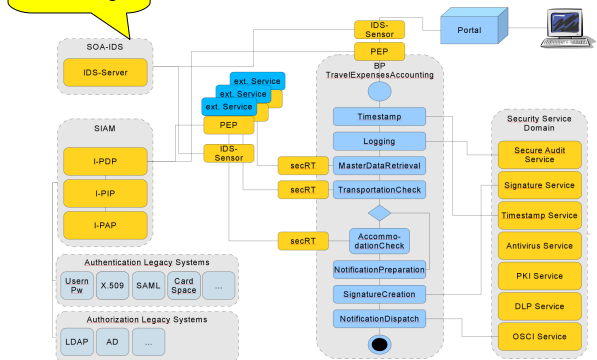 SOA-IDS
IDS-Server
SIAM
I-PDP
I-PIP
I-PAP
Authentication Legacy Systems
Usern
Pw
X.509
SAML
Card
Space
...
Authorization Legacy Systems
LDAP
AD
...
ext. Service
ext. Service
ext. Service
PEP
IDS-
Sensor
secRT
secRT
secRT
IDS-
Sensor
PEP
Portal
BP
TravelExpensesAccounting
Timestamp
Logging
MasterDataRetrieval
TransportationCheck
Accommo-
dationCheck
NotificationPreparation
SignatureCreation
NotificationDispatch
Security Service
Domain
Secure Audit
Service
Signature Service
Timestamp Service
Antivirus Service
PKI Service
DLP Service
OSCI Service